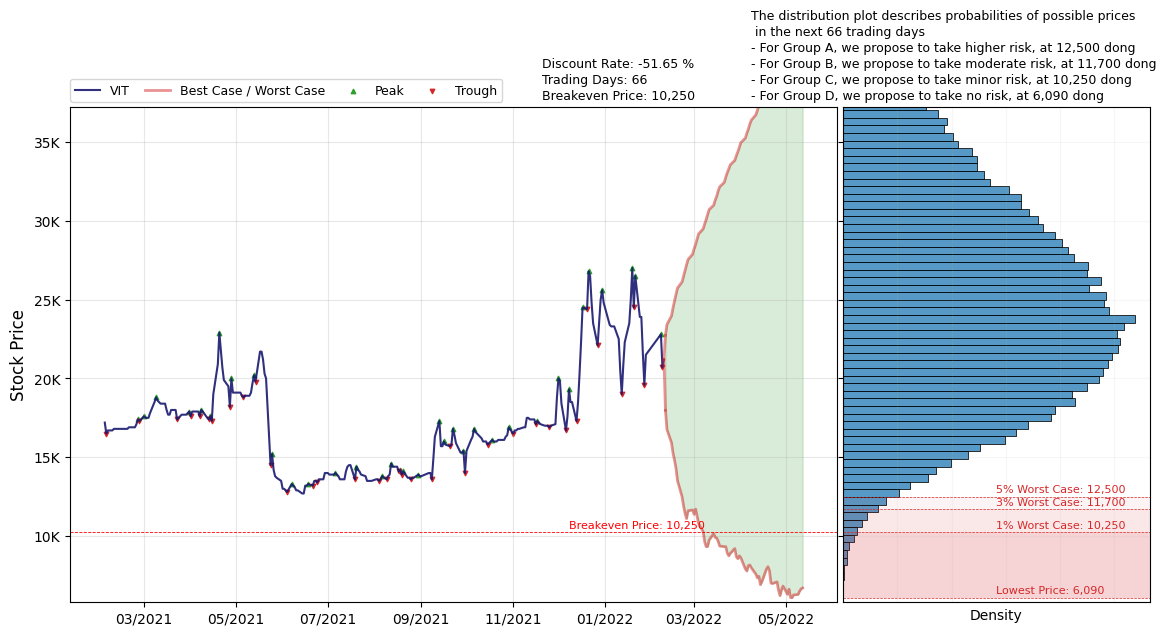 The distribution plot describes probabilities of possible prices
in the next 66 trading days
- For Group A, we propose to take higher risk, at 12,500 dong
- For Group B, we propose to take moderate risk, at 11,700 dong
- For Group C, we propose to take minor risk, at 10,250 dong
- For Group D, we propose to take no risk, at 6,090 dong
Discount Rate: -51.65 %
Trading Days: 66
Breakeven Price: 10,250
VIT
Best Case / Worst Case
Peak
Trough
Stock Price
35K
30K
25K
20K
15K
10K
Breakeven Price: 10,250
03/2021
05/2021
07/2021
09/2021
11/2021
01/2022
03/2022
05/2022
5% Worst Case: 12,500
3% Worst Case: 11,700
1% Worst Case: 10,250
Lowest Price: 6,090
Density